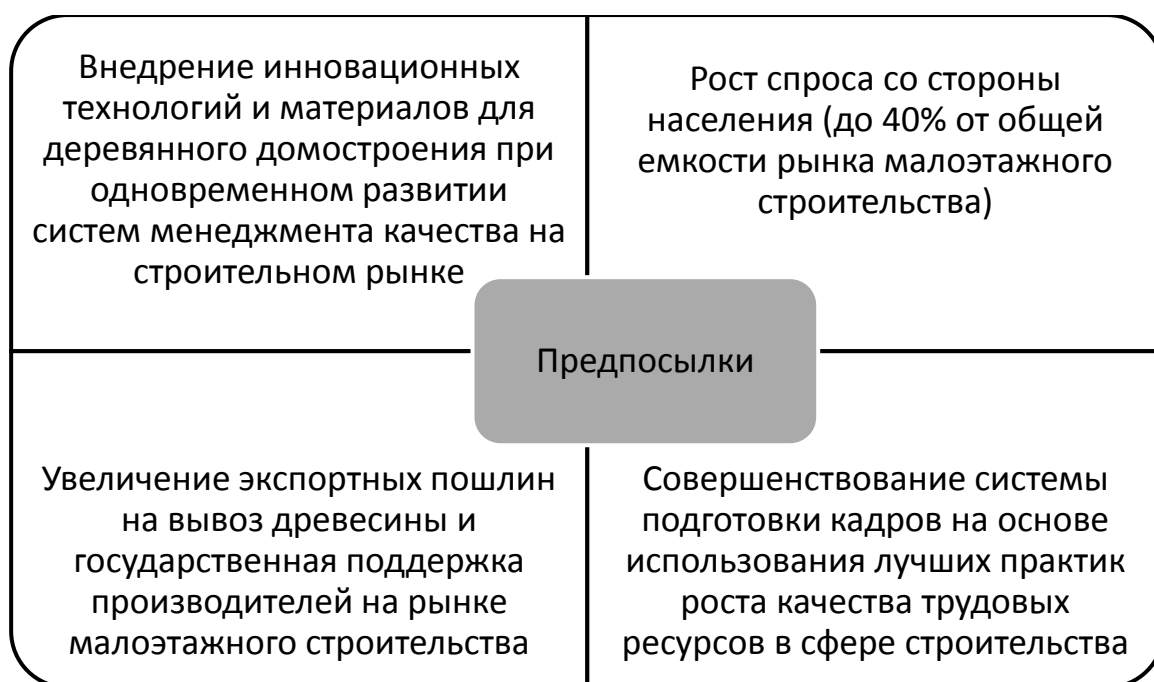 Внедрение инновационных
технологий и материалов для
деревянного домостроения при
одновременном развитии
систем менеджмента качества на
строительном рынке
Рост спроса со стороны
населения (до 40% от общей
емкости рынка малоэтажного
строительства)
Предпосылки
Увеличение экспортных пошлин
на вывоз древесины и
государственная поддержка
производителей на рынке
малоэтажного строительства
Совершенствование системы
подготовки кадров на основе
использования лучших практик
роста качества трудовых
ресурсов в сфере строительства